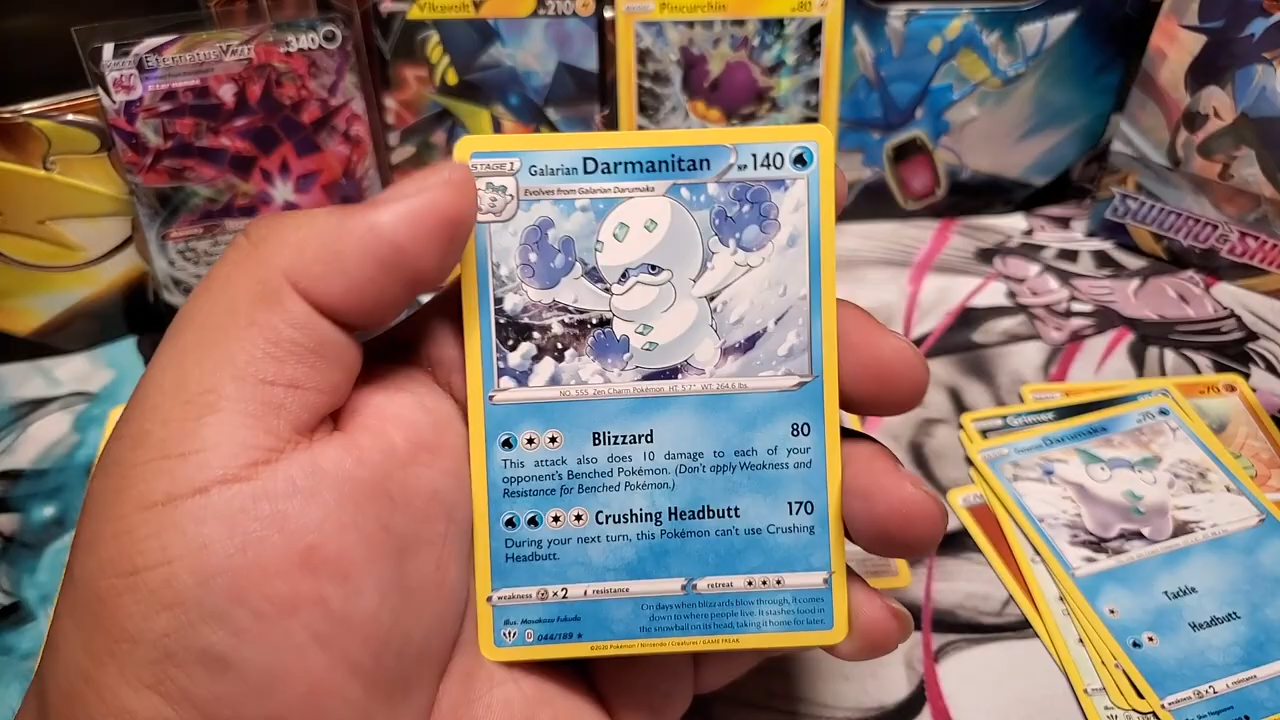 Eternatus VMAX 340
Vikavolt 210
Pincurchin 80
STAGE 1
Galarian Darmanitan HP 140
Evolves from Galarian Darumaka
NO. 555 Zen Charm Pokémon HT: 5'7" WT: 264.6 lbs.
Blizzard 80
This attack also does 10 damage to each of your
opponent's Benched Pokémon. (Don't apply Weakness and
Resistance for Benched Pokémon.)
Crushing Headbutt 170
During your next turn, this Pokémon can't use Crushing
Headbutt.
weakness ×2 resistance retreat
On days when blizzards blow through, it comes
down to where people live. It stashes food in
the snowball on its head, taking it home for later.
Illus. Masakazu Fukuda
D 044/189 ★
©2020 Pokémon / Nintendo / Creatures / GAME FREAK
SWORD & SH
70
Grimer
Galarian Darumaka 70
Tackle
Headbutt
weakness ×2 resistance